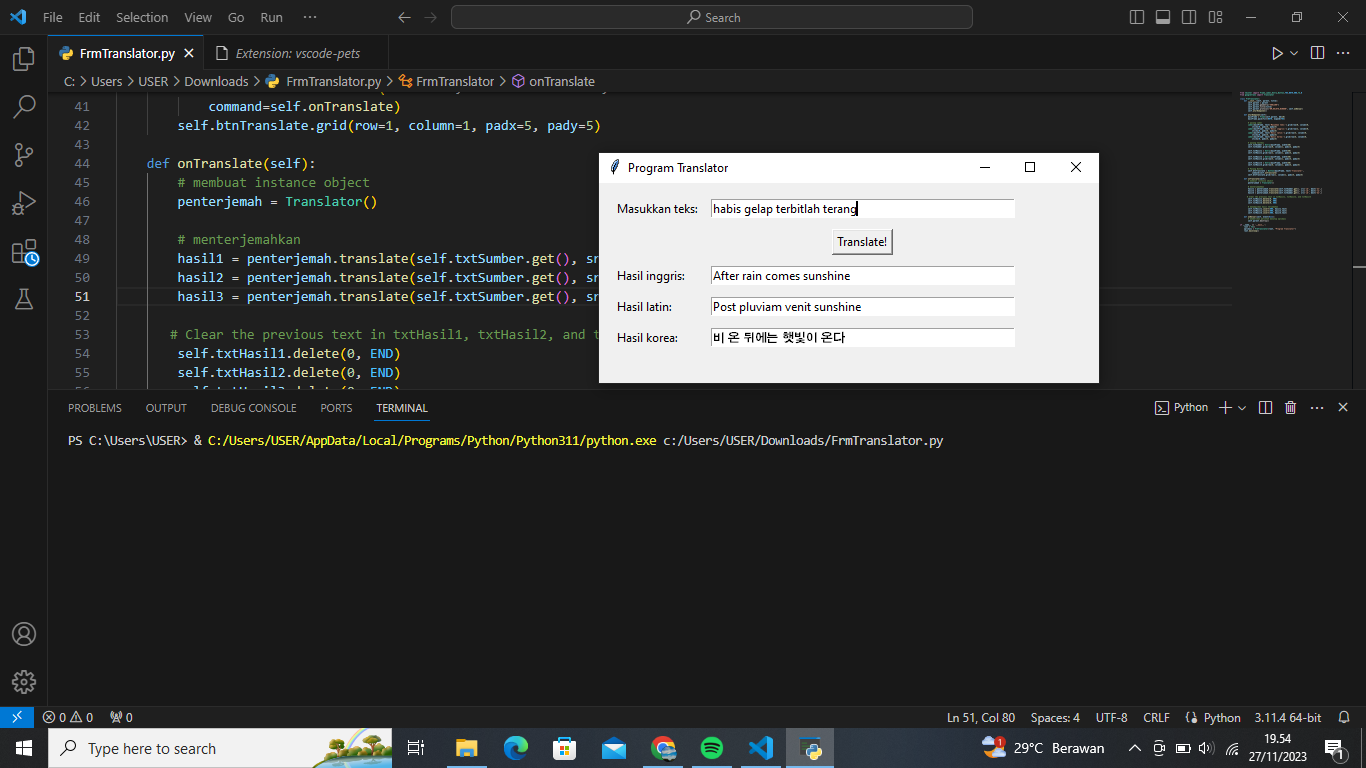 File Edit Selection View Go Run ··· Search
FrmTranslator.py Extension: vscode-pets
C: > Users > USER > Downloads > FrmTranslator.py > FrmTranslator > onTranslate
41 command=self.onTranslate)
42 self.btnTranslate.grid(row=1, column=1, padx=5, pady=5)
43
44 def onTranslate(self):
45 # membuat instance object
46 penterjemah = Translator()
47
48 # menterjemahkan
49 hasil1 = penterjemah.translate(self.txtSumber.get(), sr
50 hasil2 = penterjemah.translate(self.txtSumber.get(), sr
51 hasil3 = penterjemah.translate(self.txtSumber.get(), sr
52
53 # Clear the previous text in txtHasil1, txtHasil2, and t
54 self.txtHasil1.delete(0, END)
55 self.txtHasil2.delete(0, END)
Program Translator
Masukkan teks: habis gelap terbitlah terang
Translate!
Hasil inggris: After rain comes sunshine
Hasil latin: Post pluviam venit sunshine
Hasil korea: 비 온 뒤에는 햇빛이 온다
PROBLEMS OUTPUT DEBUG CONSOLE PORTS TERMINAL Python
PS C:\Users\USER> & C:/Users/USER/AppData/Local/Programs/Python/Python311/python.exe c:/Users/USER/Downloads/FrmTranslator.py
0 0 0 Ln 51, Col 80 Spaces: 4 UTF-8 CRLF Python 3.11.4 64-bit
Type here to search 1 29°C Berawan 19.54
27/11/2023 1